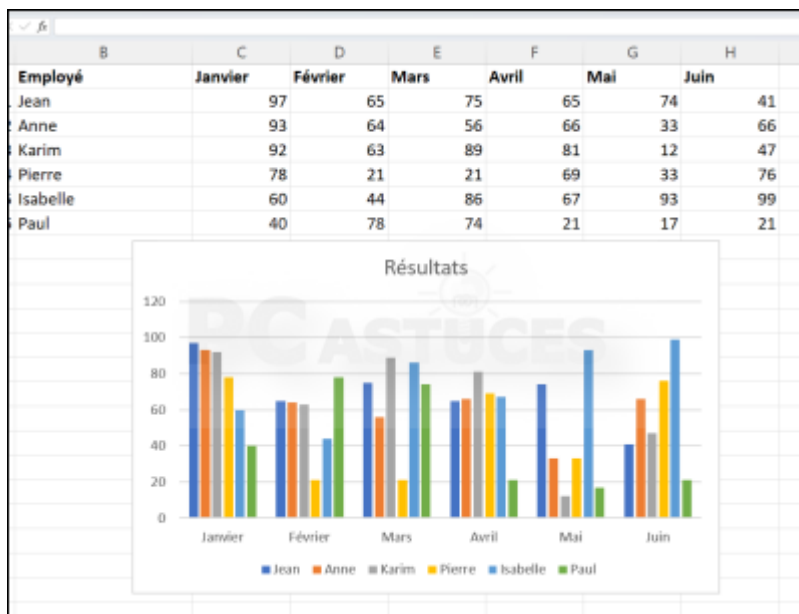 fx
B C D E F G H
Employé Janvier Février Mars Avril Mai Juin
Jean 97 65 75 65 74 41
Anne 93 64 56 66 33 66
Karim 92 63 89 81 12 47
Pierre 78 21 21 69 33 76
Isabelle 60 44 86 67 93 99
Paul 40 78 74 21 17 21
Résultats
PC ASTUCES
120
100
80
60
40
20
0
Janvier Février Mars Avril Mai Juin
Jean Anne Karim Pierre Isabelle Paul